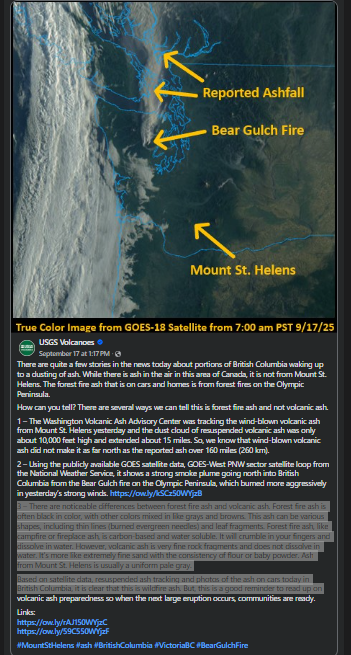 Reported Ashfall
Bear Gulch Fire
Mount St. Helens
True Color Image from GOES-18 Satellite from 7:00 am PST 9/17/25
USGS Volcanoes
September 17 at 1:17 PM ·
There are quite a few stories in the news today about portions of British Columbia waking up
to a dusting of ash. While there is ash in the air in this area of Canada, it is not from Mount St.
Helens. The forest fire ash that is on cars and homes is from forest fires on the Olympic
Peninsula.
How can you tell? There are several ways we can tell this is forest fire ash and not volcanic ash.
1 – The Washington Volcanic Ash Advisory Center was tracking the wind-blown volcanic ash
from Mount St. Helens yesterday and the dust cloud of resuspended volcanic ash was only
about 10,000 feet high and extended about 15 miles. So, we know that wind-blown volcanic
ash did not make it as far north as the reported ash over 160 miles (260 km).
2 – Using the publicly available GOES satellite data, GOES-West PNW sector satellite loop from
the National Weather Service, it shows a strong smoke plume going north into British
Columbia from the Bear Gulch fire on the Olympic Peninsula, which burned more aggressively
in yesterday's strong winds. https://ow.ly/kSCz50WYjzB
3 – There are noticeable differences between forest fire ash and volcanic ash. Forest fire ash is
often black in color, with other colors mixed in like grays and browns. This ash can be various
shapes, including thin lines (burned evergreen needles) and leaf fragments. Forest fire ash, like
campfire or fireplace ash, is carbon-based and water soluble. It will crumble in your fingers and
dissolve in water. However, volcanic ash is very fine rock fragments and does not dissolve in
water. It's more like extremely fine sand with the consistency of flour or baby powder. Ash
from Mount St. Helens is usually a uniform pale gray.
Based on satellite data, resuspended ash tracking and photos of the ash on cars today in
British Columbia, it is clear that this is wildfire ash. But, this is a good reminder to read up on
volcanic ash preparedness so when the next large eruption occurs, communities are ready.
Links:
https://ow.ly/rAJ150WYjzC
https://ow.ly/59C550WYjzF
#MountStHelens #ash #BritishColumbia #VictoriaBC #BearGulchFire